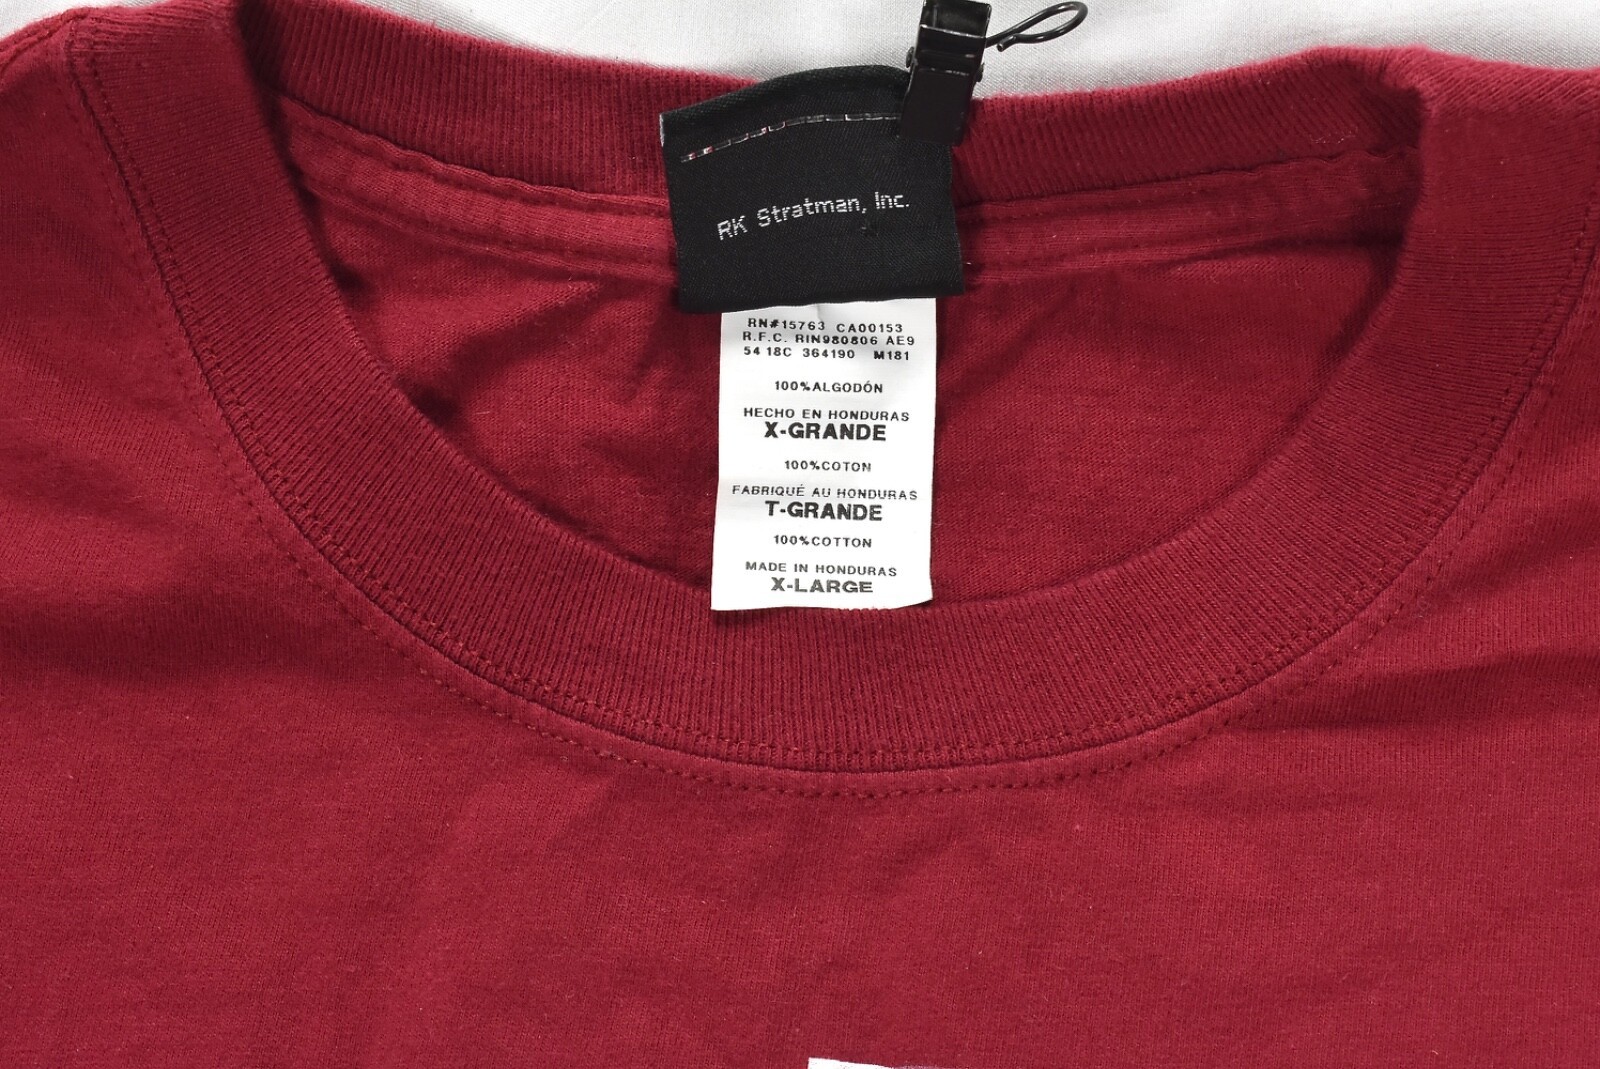 RK Stratman, Inc.
RN#15763 CA00153
R.F.C. RIN980806 AE9
54 18C 364190 M181
100%ALGODÓN
HECHO EN HONDURAS
X-GRANDE
100%COTON
FABRIQUÉ AU HONDURAS
T-GRANDE
100%COTTON
MADE IN HONDURAS
X-LARGE